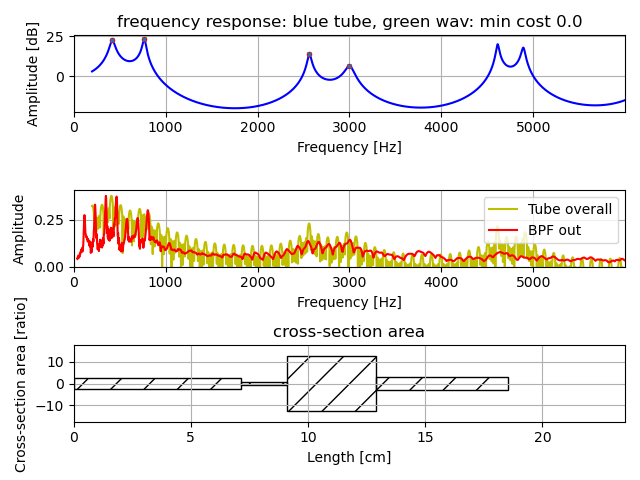 frequency response: blue tube, green wav: min cost 0.0
Amplitude [dB]
25
0
0
1000
2000
3000
4000
5000
Frequency [Hz]
Amplitude
0.25
0.00
Tube overall
BPF out
0
1000
2000
3000
4000
5000
Frequency [Hz]
cross-section area
Cross-section area [ratio]
10
0
−10
0
5
10
15
20
Length [cm]